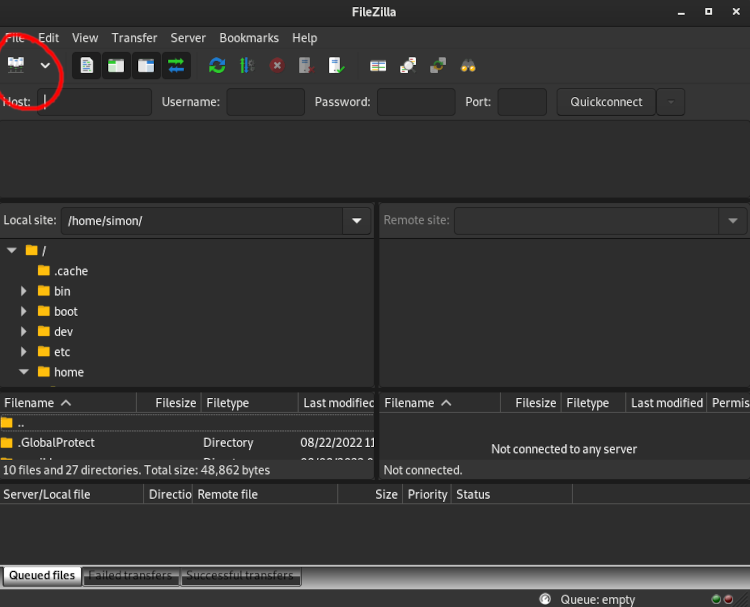 FileZilla
File Edit View Transfer Server Bookmarks Help
Host: Username: Password: Port: Quickconnect
Local site: /home/simon/ Remote site:
/
.cache
bin
boot
dev
etc
home
Filename Filesize Filetype Last modified Filename Filesize Filetype Last modified Permis
..
.GlobalProtect Directory 08/22/2022 11
Not connected to any server
10 files and 27 directories. Total size: 48,862 bytes Not connected.
Server/Local file Directio Remote file Size Priority Status
Queued files Failed transfers Successful transfers
Queue: empty